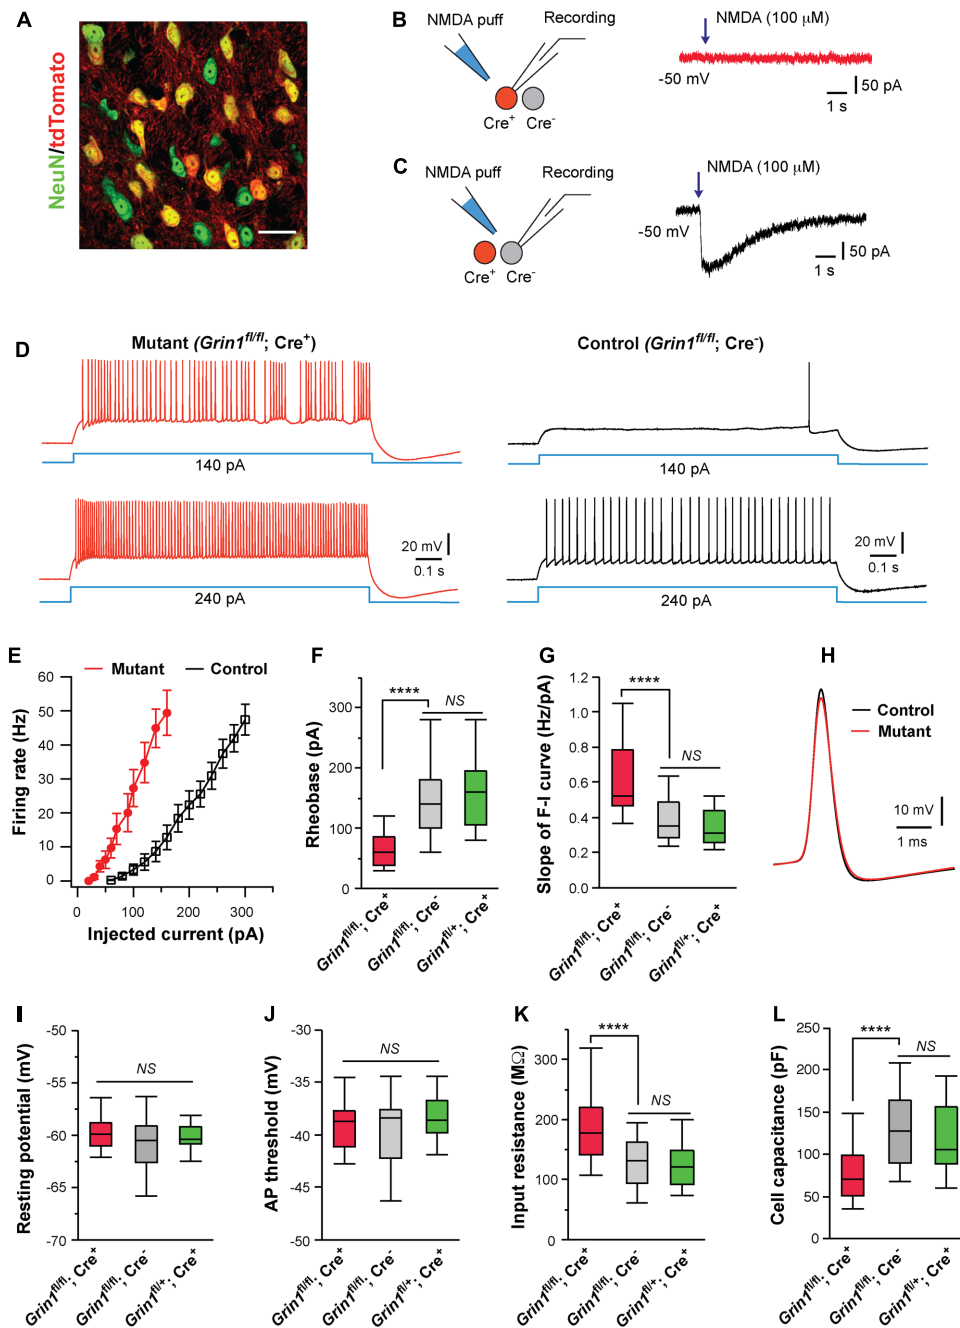 A
NeuN/tdTomato
B
NMDA puff
Recording
Cre+
Cre-
NMDA (100 μM)
-50 mV
50 pA
1 s
C
NMDA puff
Recording
Cre+
Cre-
NMDA (100 μM)
-50 mV
50 pA
1 s
D
Mutant (Grin1fl/fl; Cre+)
Control (Grin1fl/fl; Cre-)
140 pA
140 pA
20 mV
0.1 s
20 mV
0.1 s
240 pA
240 pA
E
Mutant
Control
Firing rate (Hz)
60
50
40
30
20
10
0
0
100
200
300
Injected current (pA)
F
****
NS
Rheobase (pA)
350
300
250
200
150
100
50
0
Grin1fl/fl; Cre+
Grin1fl/fl; Cre-
Grin1fl/+; Cre+
G
****
NS
Slope of F-I curve (Hz/pA)
1.2
1.0
0.8
0.6
0.4
0.2
0.0
Grin1fl/fl; Cre+
Grin1fl/fl; Cre-
Grin1fl/+; Cre+
H
Control
Mutant
10 mV
1 ms
I
NS
Resting potential (mV)
-50
-55
-60
-65
-70
Grin1fl/fl; Cre+
Grin1fl/fl; Cre-
Grin1fl/+; Cre+
J
NS
AP threshold (mV)
-30
-35
-40
-45
-50
Grin1fl/fl; Cre+
Grin1fl/fl; Cre-
Grin1fl/+; Cre+
K
****
NS
Input resistance (MΩ)
300
200
100
0
Grin1fl/fl; Cre+
Grin1fl/fl; Cre-
Grin1fl/+; Cre+
L
****
NS
Cell capacitance (pF)
250
200
150
100
50
0
Grin1fl/fl; Cre+
Grin1fl/fl; Cre-
Grin1fl/+; Cre+